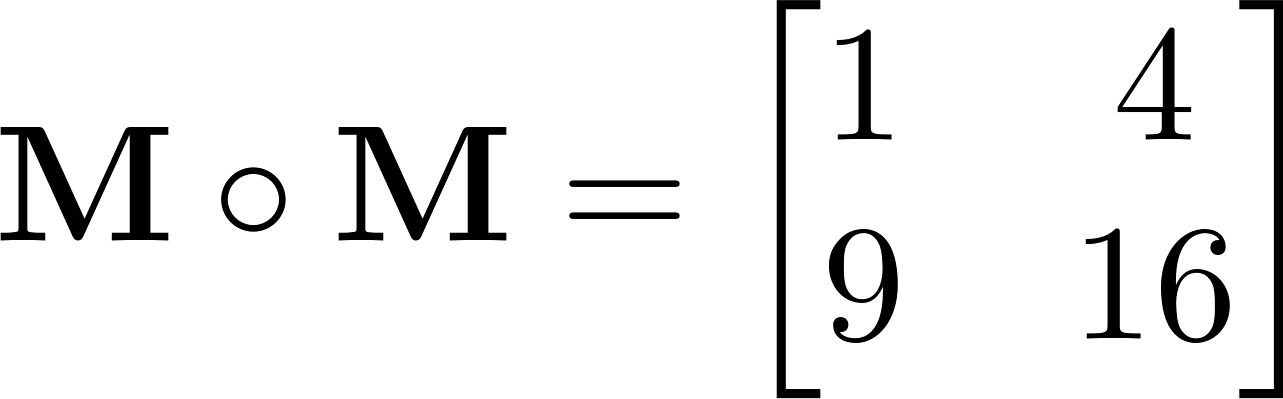 M ∘ M = [1 4
9 16]